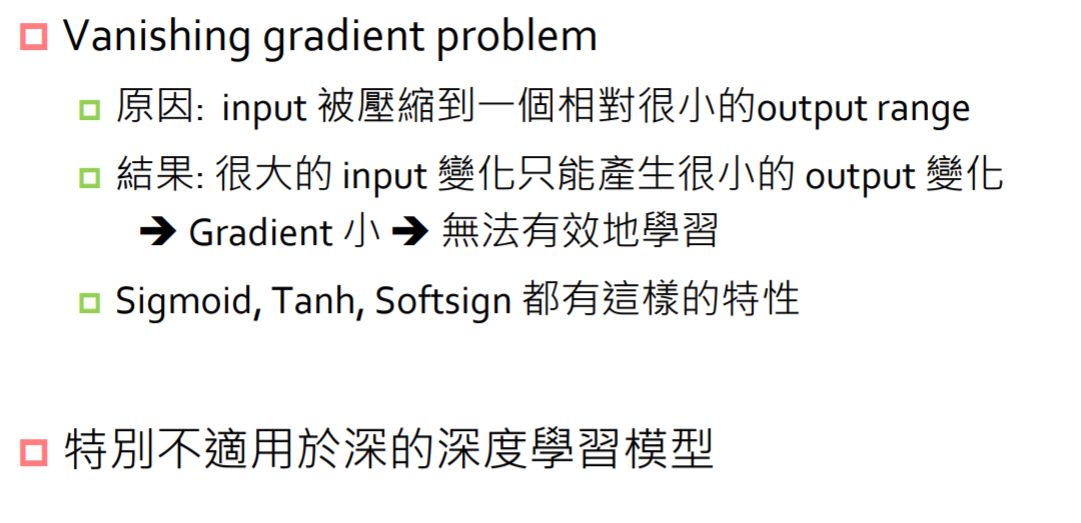 Vanishing gradient problem
原因: input 被壓縮到一個相對很小的output range
結果: 很大的 input 變化只能產生很小的 output 變化
➔ Gradient 小 ➔ 無法有效地學習
Sigmoid, Tanh, Softsign 都有這樣的特性
特別不適用於深的深度學習模型